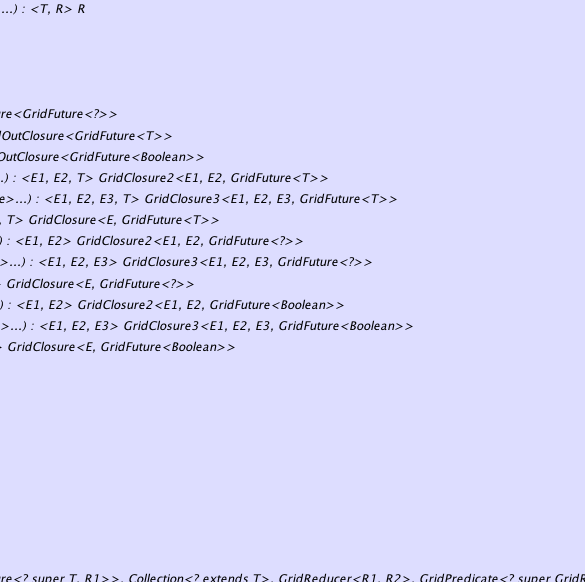 ...) : <T, R> R
re<GridFuture<?>>
OutClosure<GridFuture<T>>
OutClosure<GridFuture<Boolean>>
.) : <E1, E2, T> GridClosure2<E1, E2, GridFuture<T>>
e>...) : <E1, E2, E3, T> GridClosure3<E1, E2, E3, GridFuture<T>>
, T> GridClosure<E, GridFuture<T>>
) : <E1, E2> GridClosure2<E1, E2, GridFuture<?>>
>...) : <E1, E2, E3> GridClosure3<E1, E2, E3, GridFuture<?>>
> GridClosure<E, GridFuture<?>>
) : <E1, E2> GridClosure2<E1, E2, GridFuture<Boolean>>
>...) : <E1, E2, E3> GridClosure3<E1, E2, E3, GridFuture<Boolean>>
> GridClosure<E, GridFuture<Boolean>>
re<? super T, R1>>, Collection<? extends T>, GridReducer<R1, R2>, GridPredicate<? super GridR